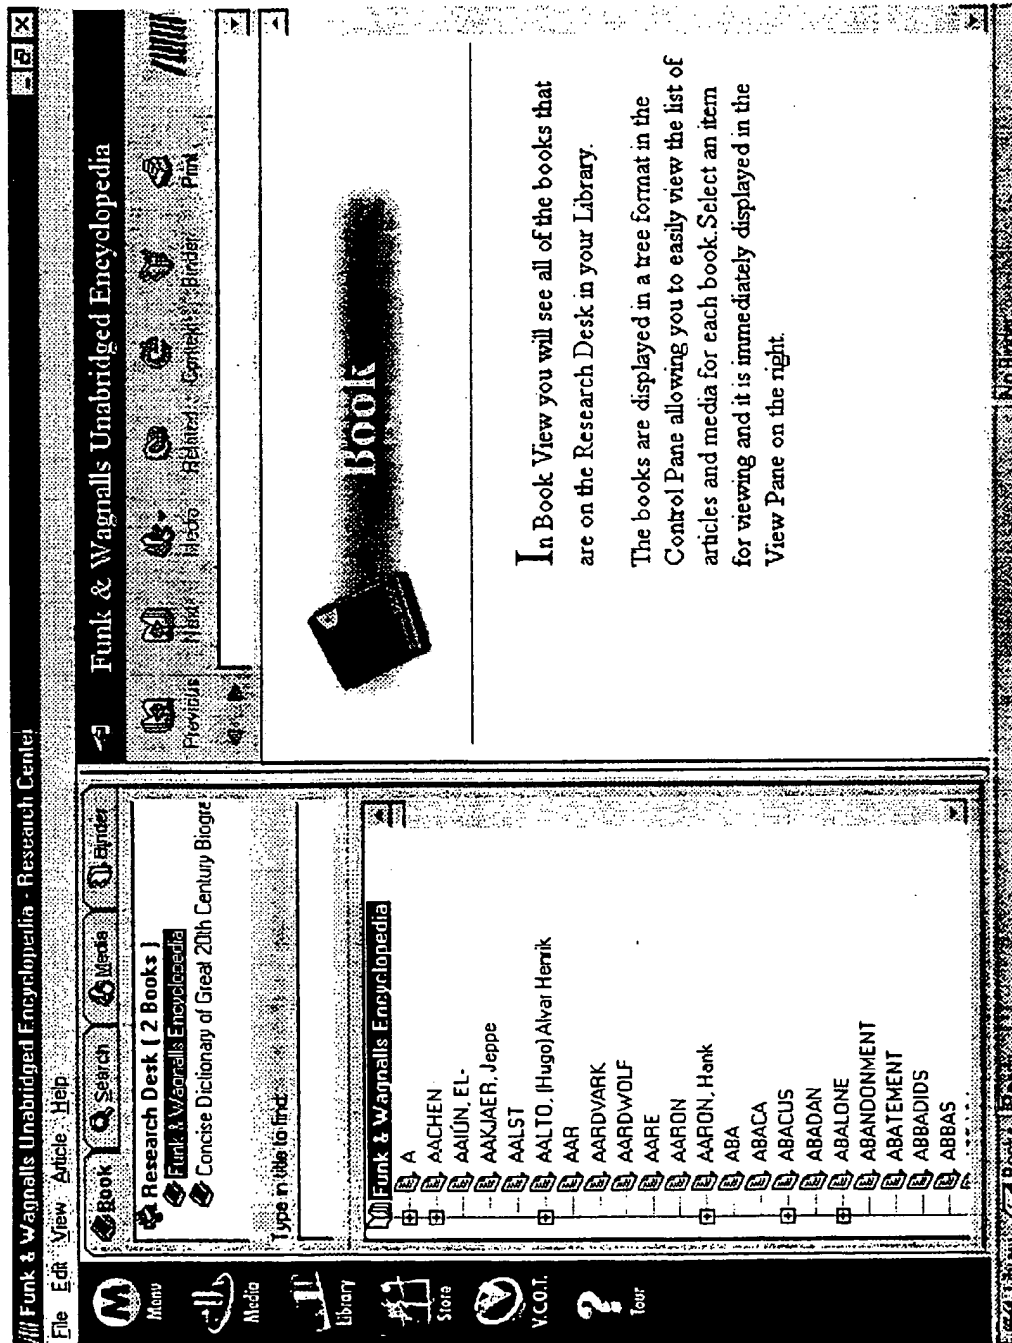 Funk & Wagnalls Unabridged Encyclopedia - Research Center
File Edit View Article Help
Menu
Media
Library
Store
V.C.O.T.
Tour
Book Search Media Binder
Research Desk ( 2 Books )
Funk & Wagnalls Encyclopedia
Concise Dictionary of Great 20th Century Biogra
Type in title to find:
Funk & Wagnalls Encyclopedia
A
AACHEN
AAIÚN, EL-
AAKJAER, Jeppe
AALST
AALTO, (Hugo) Alvar Henrik
AAR
AARDVARK
AARDWOLF
AARE
AARON
AARON, Hank
ABA
ABACA
ABACUS
ABADAN
ABALONE
ABANDONMENT
ABATEMENT
ABBADIDS
ABBAS
Funk & Wagnalls Unabridged Encyclopedia
Previous Next Media Related Contents Binder Print
Book
In Book View you will see all of the books that
are on the Research Desk in your Library.
The books are displayed in a tree format in the
Control Pane allowing you to easily view the list of
articles and media for each book. Select an item
for viewing and it is immediately displayed in the
View Pane on the right.
No Binder